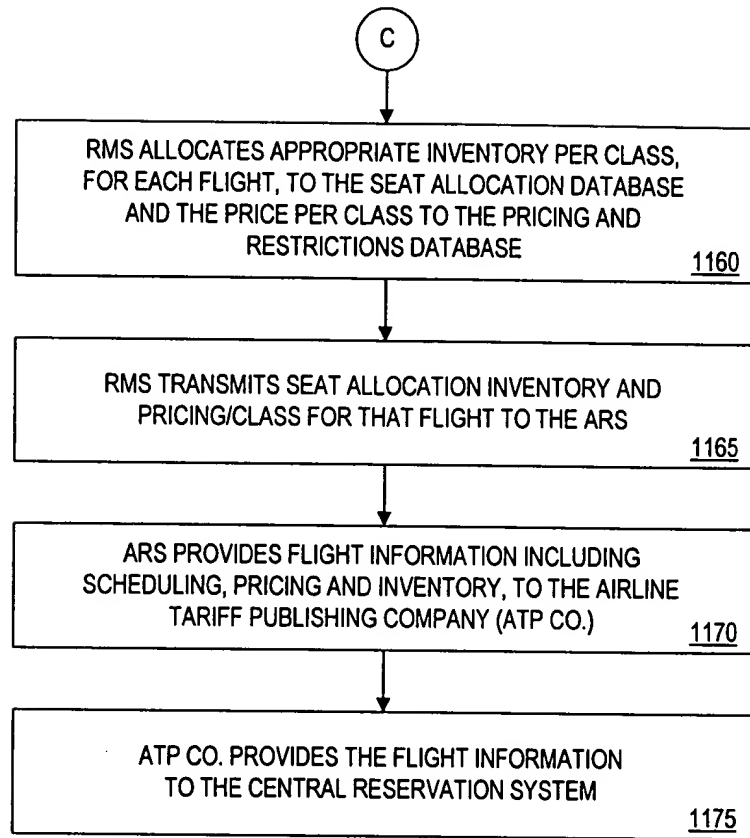 C
RMS ALLOCATES APPROPRIATE INVENTORY PER CLASS,
FOR EACH FLIGHT, TO THE SEAT ALLOCATION DATABASE
AND THE PRICE PER CLASS TO THE PRICING AND
RESTRICTIONS DATABASE
1160
RMS TRANSMITS SEAT ALLOCATION INVENTORY AND
PRICING/CLASS FOR THAT FLIGHT TO THE ARS
1165
ARS PROVIDES FLIGHT INFORMATION INCLUDING
SCHEDULING, PRICING AND INVENTORY, TO THE AIRLINE
TARIFF PUBLISHING COMPANY (ATP CO.)
1170
ATP CO. PROVIDES THE FLIGHT INFORMATION
TO THE CENTRAL RESERVATION SYSTEM
1175